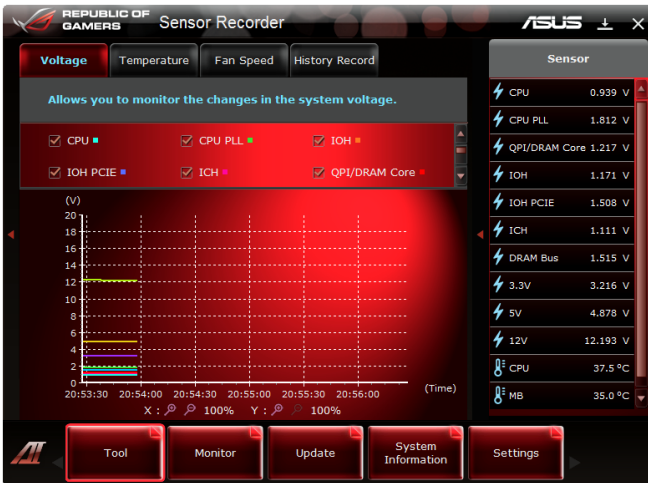 REPUBLIC OF
GAMERS
Sensor Recorder
ASUS
Voltage
Temperature
Fan Speed
History Record
Allows you to monitor the changes in the system voltage.
CPU
CPU PLL
IOH
IOH PCIE
ICH
QPI/DRAM Core
(V)
20
18
16
14
12
10
8
6
4
2
0
20:53:30 20:54:00 20:54:30 20:55:00 20:55:30 20:56:00
(Time)
X : 100% Y : 100%
Sensor
CPU 0.939 V
CPU PLL 1.812 V
QPI/DRAM Core 1.217 V
IOH 1.171 V
IOH PCIE 1.508 V
ICH 1.111 V
DRAM Bus 1.515 V
3.3V 3.216 V
5V 4.878 V
12V 12.193 V
CPU 37.5 ºC
MB 35.0 ºC
AI
Tool
Monitor
Update
System
Information
Settings